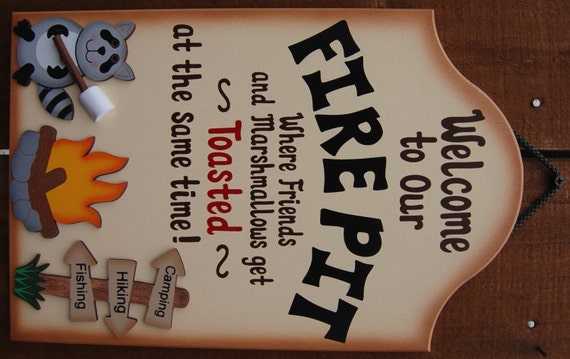 Welcome
to Our
FIRE PIT
Where Friends
and Marshmallows get
~ Toasted ~
at the same time!
Camping
Hiking
Fishing